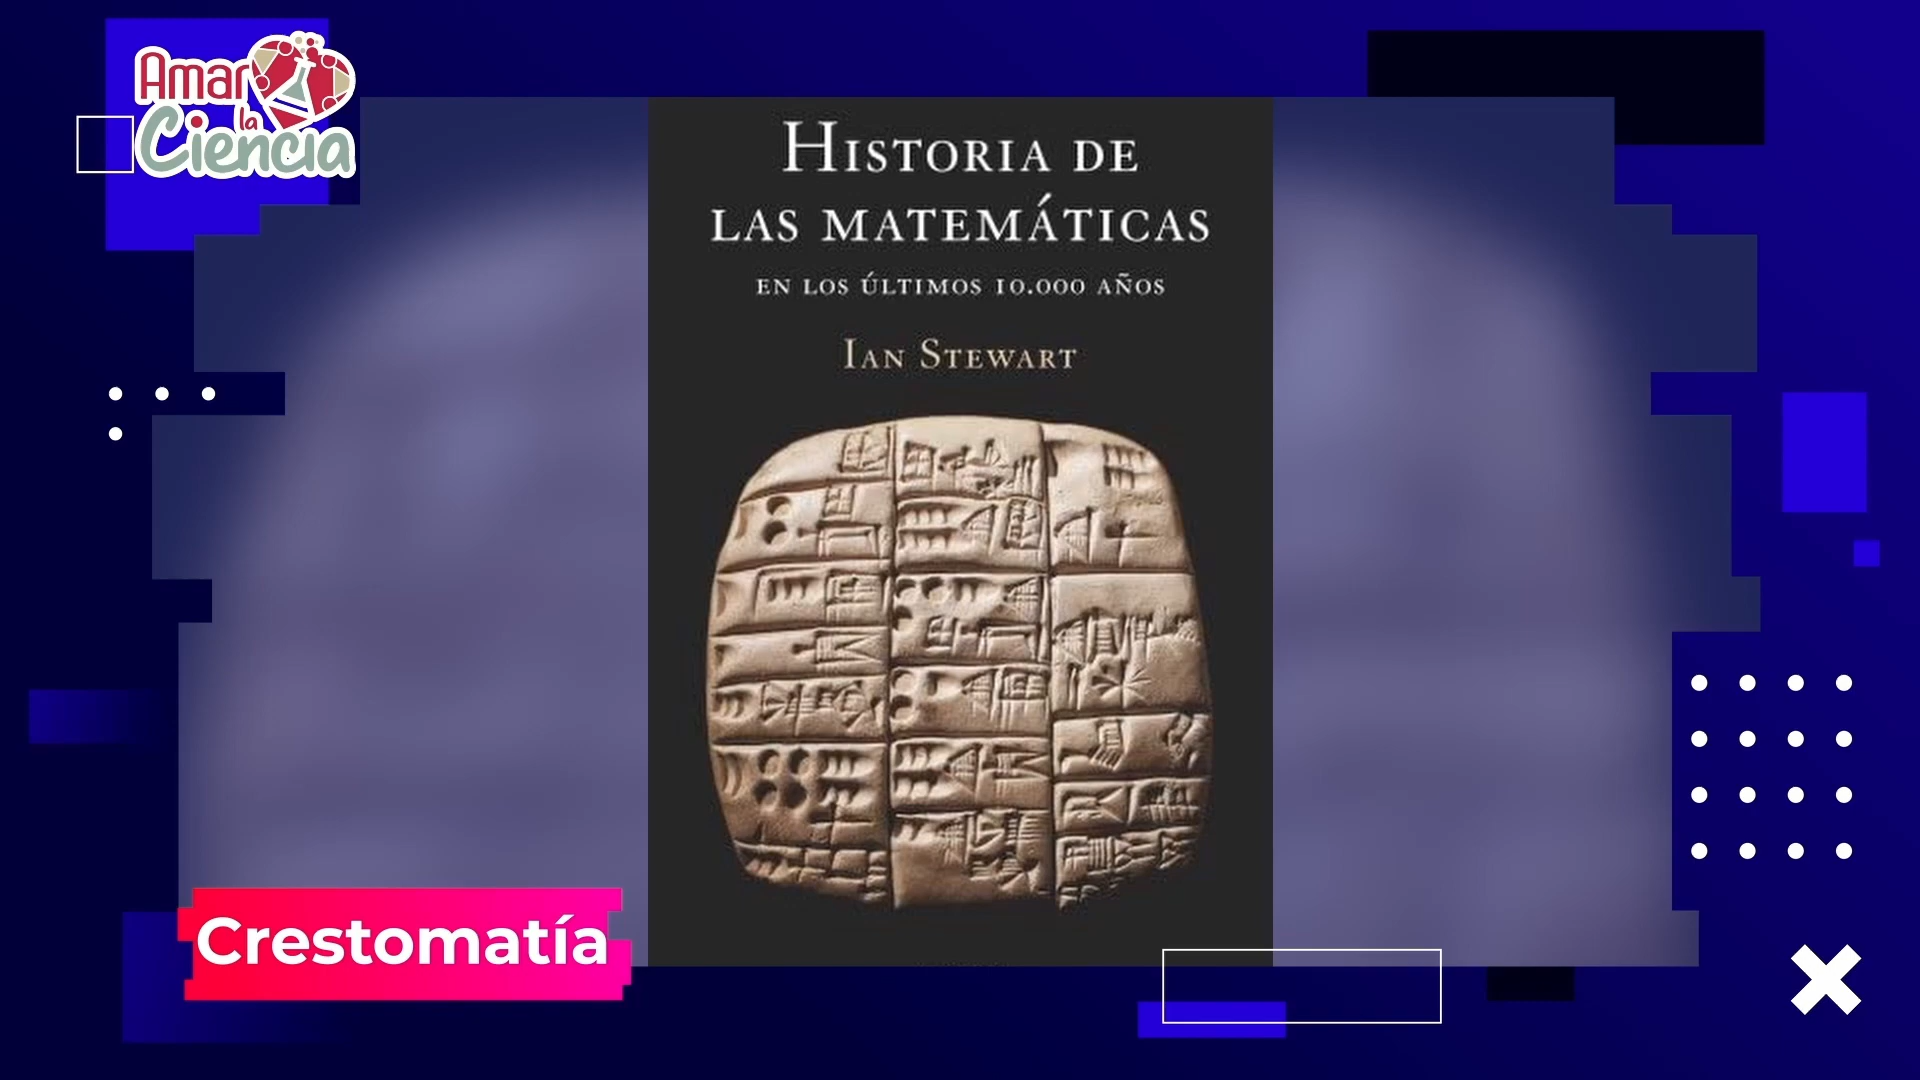 Amar
la
Ciencia
Historia de
las matemáticas
en los últimos 10.000 años
Ian Stewart
Crestomatía